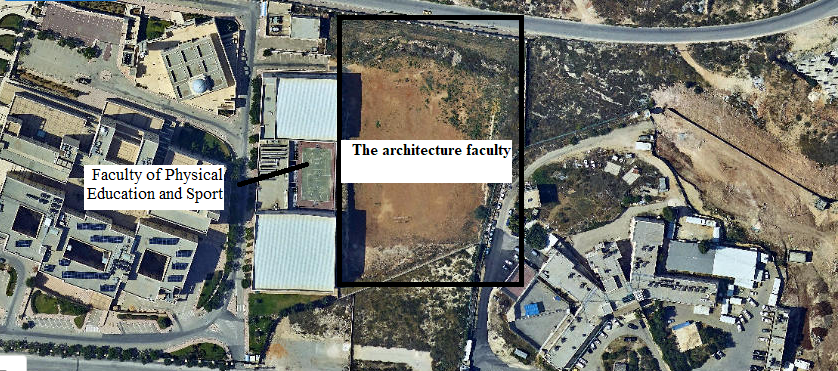 The architecture faculty
Faculty of Physical
Education and Sport